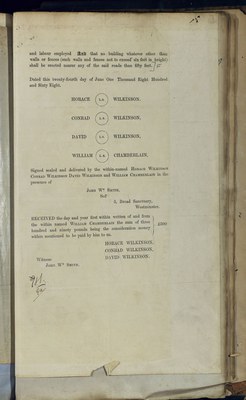 and labour employed And that no building whatever other than
walls or fences (such walls and fences not to exceed six feet in height)
shall be erected nearer any of the said roads than fifty feet.
Dated this twenty-fourth day of June One Thousand Eight Hundred
and Sixty Eight.
HORACE L.S. WILKINSON.
CONRAD L.S. WILKINSON.
DAVID L.S. WILKINSON.
WILLIAM L.S. CHAMBERLAIN.
Signed sealed and delivered by the within-named HORACE WILKINSON
CONRAD WILKINSON DAVID WILKINSON and WILLIAM CHAMBERLAIN in the
presence of
JOHN Wm SMITH,
Solr
5, Broad Sanctuary,
Westminster.
RECEIVED the day and year first within written of and from
the within named WILLIAM CHAMBERLAIN the sum of three
hundred and ninety pounds being the consideration money
within mentioned to be paid by him to us.
HORACE WILKINSON,
CONRAD WILKINSON,
DAVID WILKINSON.
Witness
JOHN Wm SMITH.